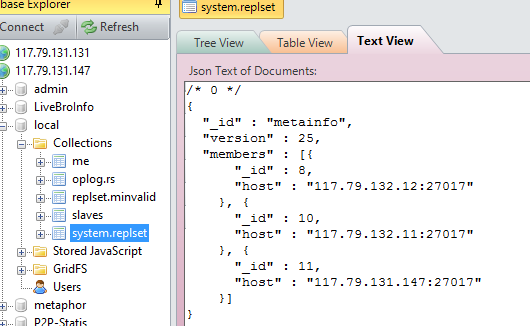 base Explorer
Connect
Refresh
117.79.131.131
117.79.131.147
admin
LiveBroInfo
local
Collections
me
oplog.rs
replset.minvalid
slaves
system.replset
Stored JavaScript
GridFS
Users
metaphor
P2P-Statis
system.replset
Tree View
Table View
Text View
Json Text of Documents:
/* 0 */
{
"_id" : "metainfo",
"version" : 25,
"members" : [{
"_id" : 8,
"host" : "117.79.132.12:27017"
}, {
"_id" : 10,
"host" : "117.79.132.11:27017"
}, {
"_id" : 11,
"host" : "117.79.131.147:27017"
}]
}